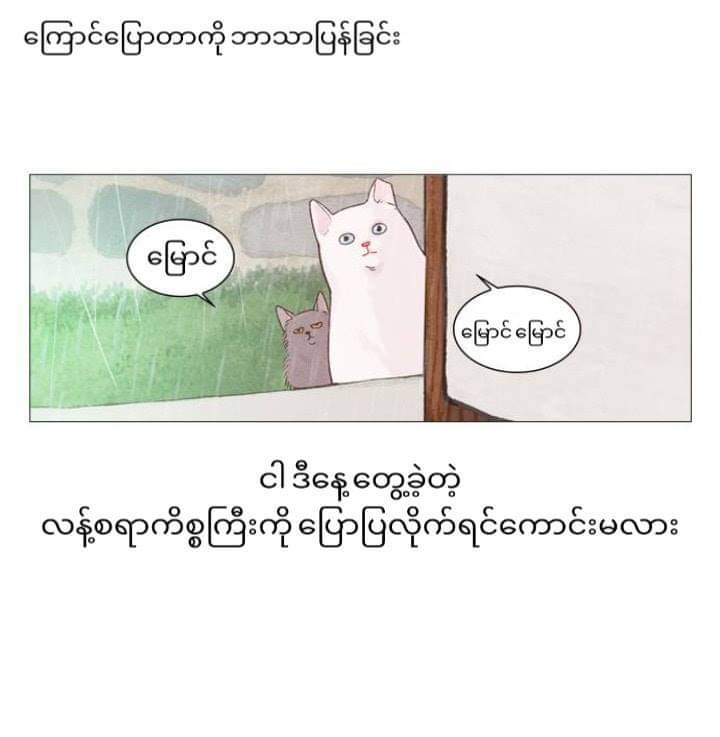 ကြောင်ပြောတာကို ဘာသာပြန်ခြင်း
မြောင်
မြောင် မြောင်
ငါ ဒီနေ့ တွေ့ခဲ့တဲ့
လန့်စရာကိစ္စကြီးကို ပြောပြလိုက်ရင်ကောင်းမလား